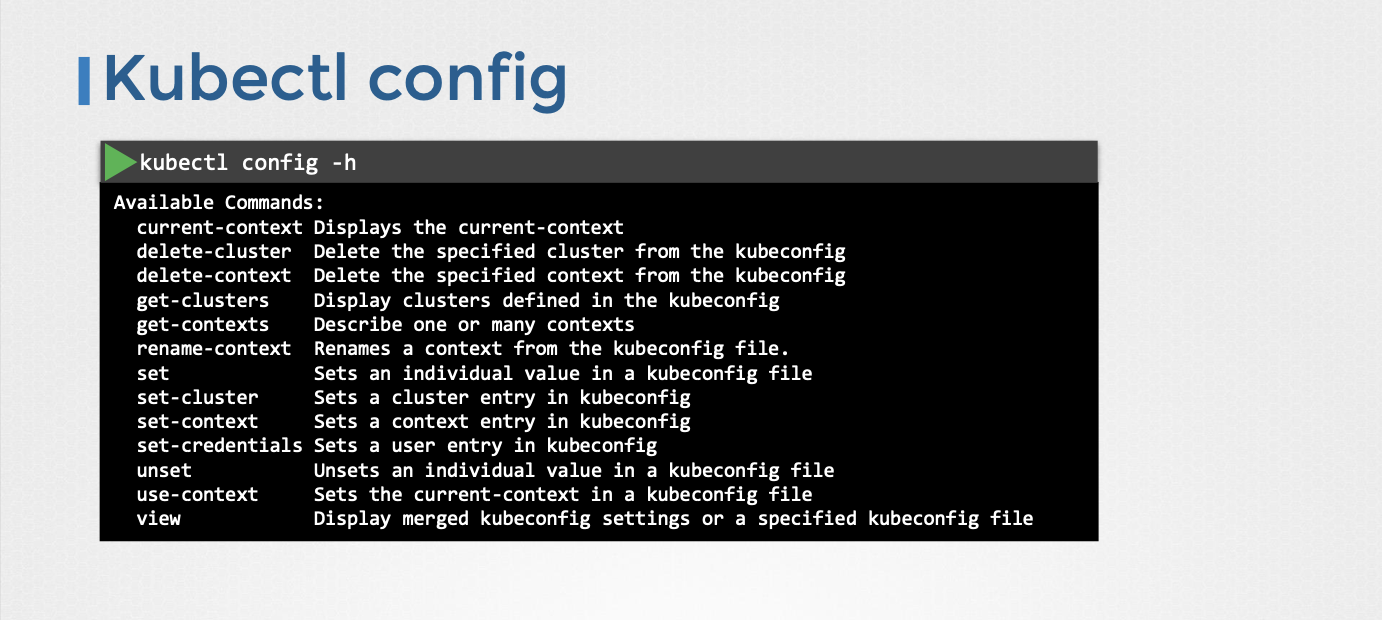 Kubectl config
kubectl config -h
Available Commands:
current-context Displays the current-context
delete-cluster Delete the specified cluster from the kubeconfig
delete-context Delete the specified context from the kubeconfig
get-clusters Display clusters defined in the kubeconfig
get-contexts Describe one or many contexts
rename-context Renames a context from the kubeconfig file.
set Sets an individual value in a kubeconfig file
set-cluster Sets a cluster entry in kubeconfig
set-context Sets a context entry in kubeconfig
set-credentials Sets a user entry in kubeconfig
unset Unsets an individual value in a kubeconfig file
use-context Sets the current-context in a kubeconfig file
view Display merged kubeconfig settings or a specified kubeconfig file